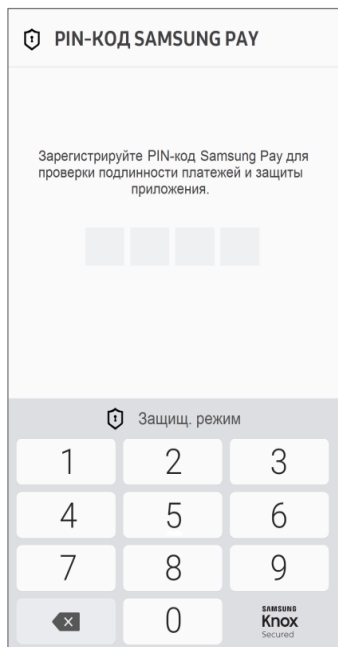 PIN-КОД SAMSUNG PAY
Зарегистрируйте PIN-код Samsung Pay для
проверки подлинности платежей и защиты
приложения.
Защищ. режим
1 2 3
4 5 6
7 8 9
0
SAMSUNG
Knox
Secured